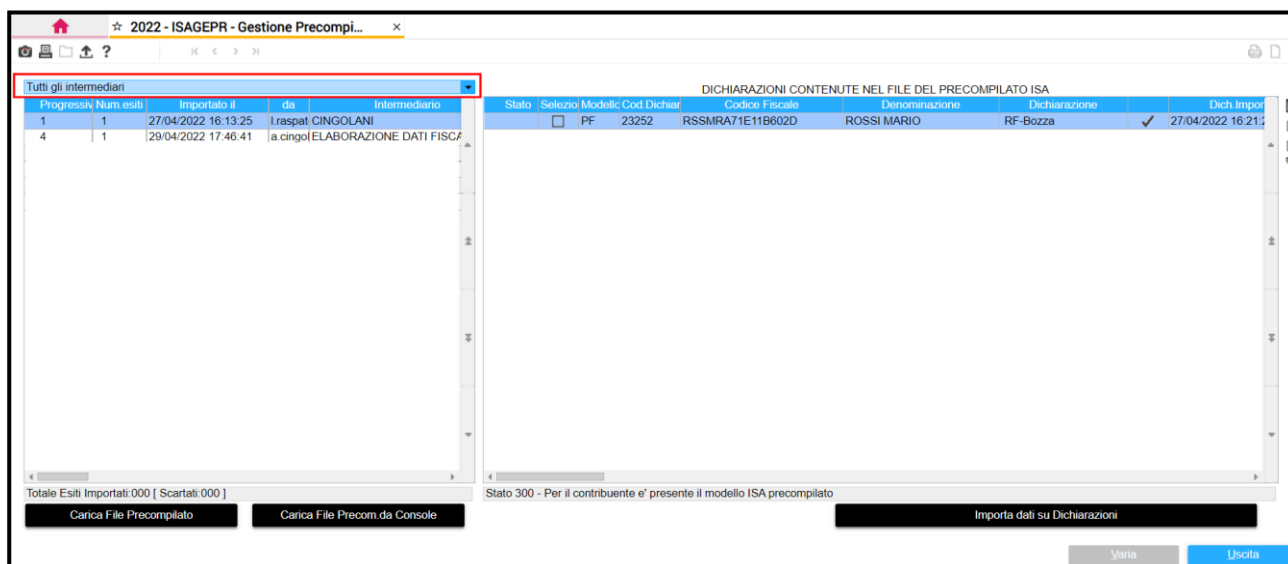 ☆ 2022 - ISAGEPR - Gestione Precompi... ×
?
Tutti gli intermediari
DICHIARAZIONI CONTENUTE NEL FILE DEL PRECOMPILATO ISA
Progressiv Num.esiti Importato il da Intermediario
1 1 27/04/2022 16:13:25 l.raspat CINGOLANI
4 1 29/04/2022 17:46:41 a.cingol ELABORAZIONE DATI FISCA
Stato Selezio Modello Cod.Dichiar Codice Fiscale Denominazione Dichiarazione Dich.Impor
PF 23252 RSSMRA71E11B602D ROSSI MARIO RF-Bozza ✓ 27/04/2022 16:21:2
Totale Esiti Importati:000 [ Scartati:000 ]
Stato 300 - Per il contribuente e' presente il modello ISA precompilato
Carica File Precompilato
Carica File Precom.da Console
Importa dati su Dichiarazioni
Varia
Uscita